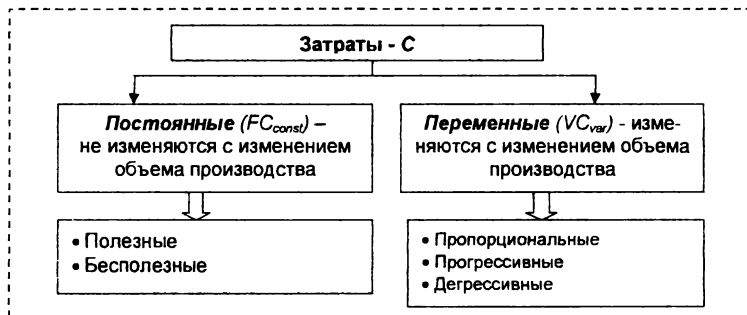 Затраты - С
Постоянные (FCconst) –
не изменяются с изменением
объема производства
Переменные (VCvar) - изме-
няются с изменением объема
производства
• Полезные
• Бесполезные
• Пропорциональные
• Прогрессивные
• Дегрессивные